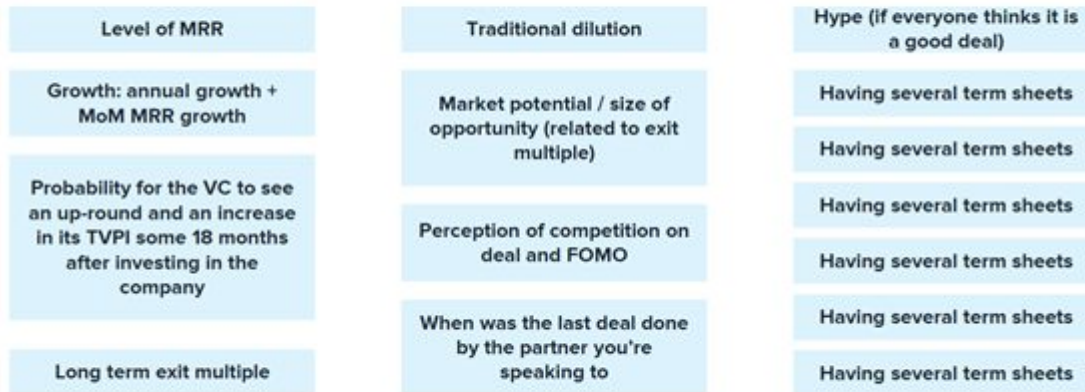 Level of MRR
Growth: annual growth +
MoM MRR growth
Probability for the VC to see
an up-round and an increase
in its TVPI some 18 months
after investing in the
company
Long term exit multiple
Traditional dilution
Market potential / size of
opportunity (related to exit
multiple)
Perception of competition on
deal and FOMO
When was the last deal done
by the partner you're
speaking to
Hype (if everyone thinks it is
a good deal)
Having several term sheets
Having several term sheets
Having several term sheets
Having several term sheets
Having several term sheets
Having several term sheets